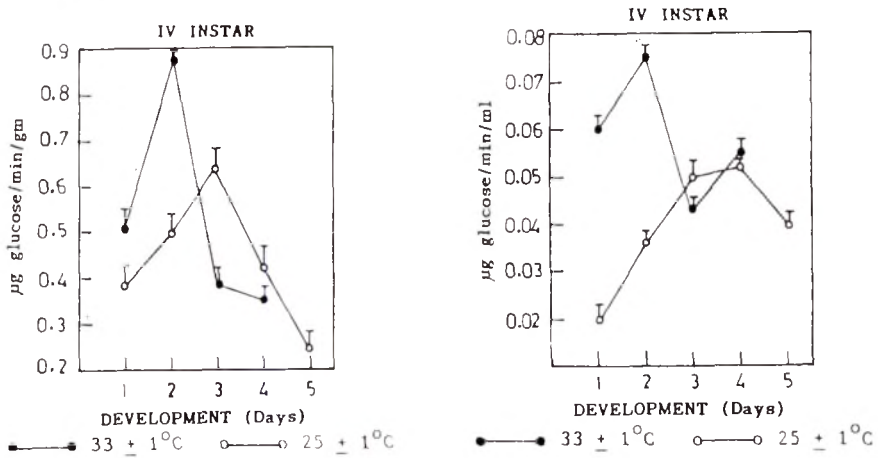 IV INSTAR
0.9
0.8
0.7
0.6
0.5
0.4
0.3
0.2
µg glucose/min/gm
1 2 3 4 5
DEVELOPMENT (Days)
33 ± 1°C 25 ± 1°C
IV INSTAR
0.08
0.07
0.06
0.05
0.04
0.03
0.02
µg glucose/min/ml
1 2 3 4 5
DEVELOPMENT (Days)
33 ± 1°C 25 ± 1°C